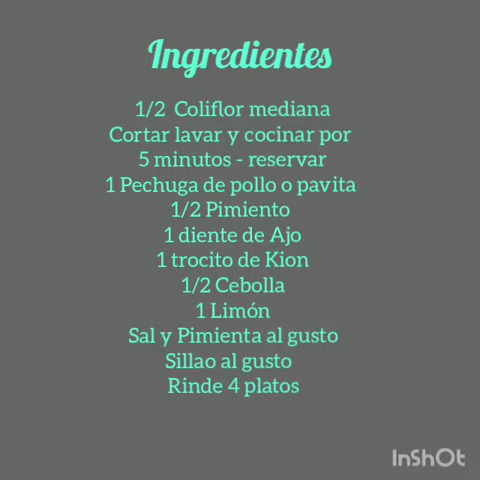 Ingredientes
1/2 Coliflor mediana
Cortar lavar y cocinar por
5 minutos - reservar
1 Pechuga de pollo o pavita
1/2 Pimiento
1 diente de Ajo
1 trocito de Kion
1/2 Cebolla
1 Limón
Sal y Pimienta al gusto
Sillao al gusto
Rinde 4 platos
InShOt